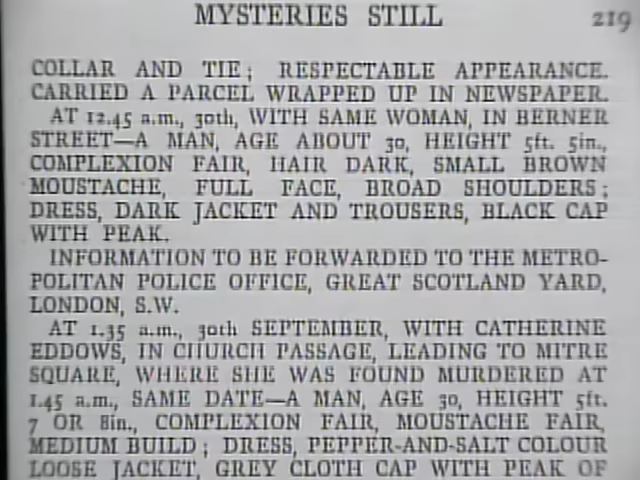 MYSTERIES STILL 219
COLLAR AND TIE; RESPECTABLE APPEARANCE.
CARRIED A PARCEL WRAPPED UP IN NEWSPAPER.
AT 12.45 a.m., 30th, WITH SAME WOMAN, IN BERNER
STREET—A MAN, AGE ABOUT 30, HEIGHT 5ft. 5in.,
COMPLEXION FAIR, HAIR DARK, SMALL BROWN
MOUSTACHE, FULL FACE, BROAD SHOULDERS;
DRESS, DARK JACKET AND TROUSERS, BLACK CAP
WITH PEAK.
INFORMATION TO BE FORWARDED TO THE METRO-
POLITAN POLICE OFFICE, GREAT SCOTLAND YARD,
LONDON, S.W.
AT 1.35 a.m., 30th SEPTEMBER, WITH CATHERINE
EDDOWS, IN CHURCH PASSAGE, LEADING TO MITRE
SQUARE, WHERE SHE WAS FOUND MURDERED AT
1.45 a.m., SAME DATE—A MAN, AGE 30, HEIGHT 5ft.
7 OR 8in., COMPLEXION FAIR, MOUSTACHE FAIR,
MEDIUM BUILD; DRESS, PEPPER-AND-SALT COLOUR
LOOSE JACKET, GREY CLOTH CAP WITH PEAK OF